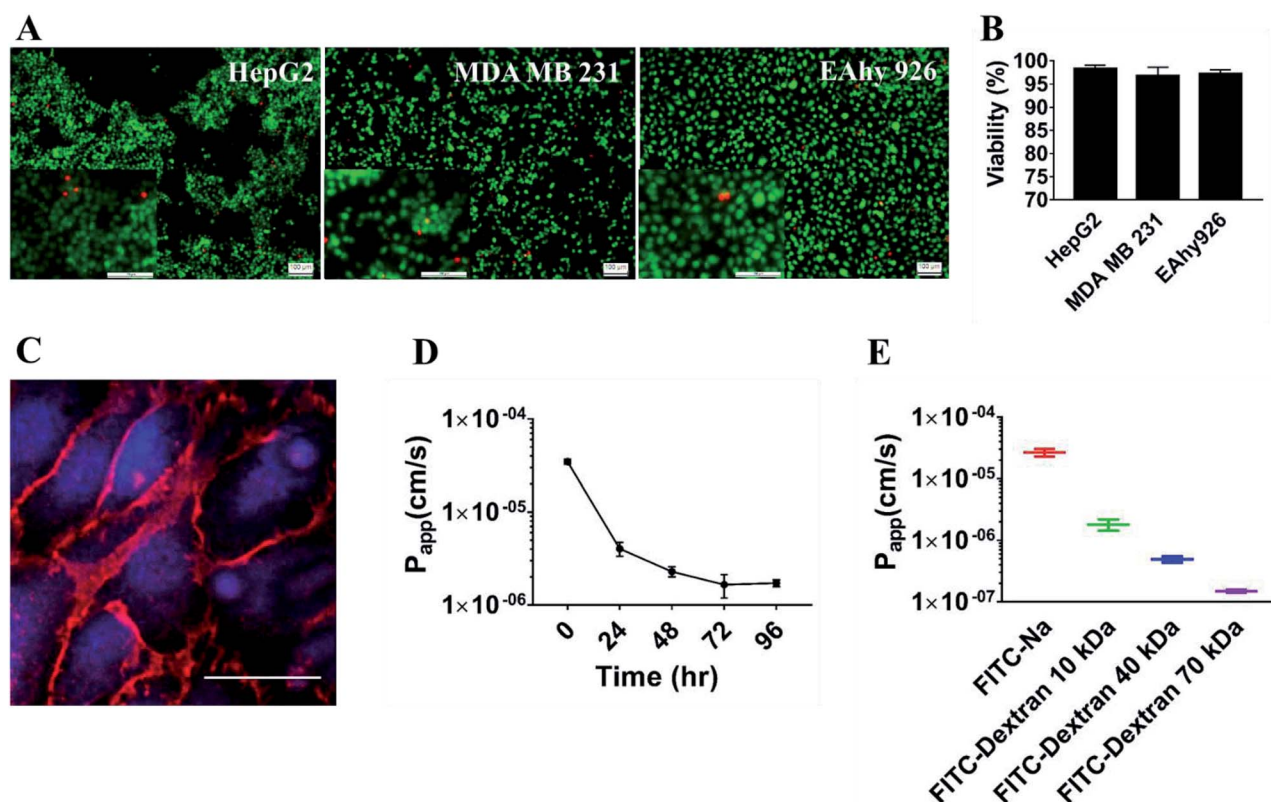 A
HepG2
MDA MB 231
EAhy 926
100 µm
100 µm
100 µm
B
Viability (%)
100
95
90
85
80
75
70
HepG2
MDA MB 231
EAhy926
C
D
Papp(cm/s)
1×10-04
1×10-05
1×10-06
0
24
48
72
96
Time (hr)
E
Papp(cm/s)
1×10-04
1×10-05
1×10-06
1×10-07
FITC-Na
FITC-Dextran 10 kDa
FITC-Dextran 40 kDa
FITC-Dextran 70 kDa